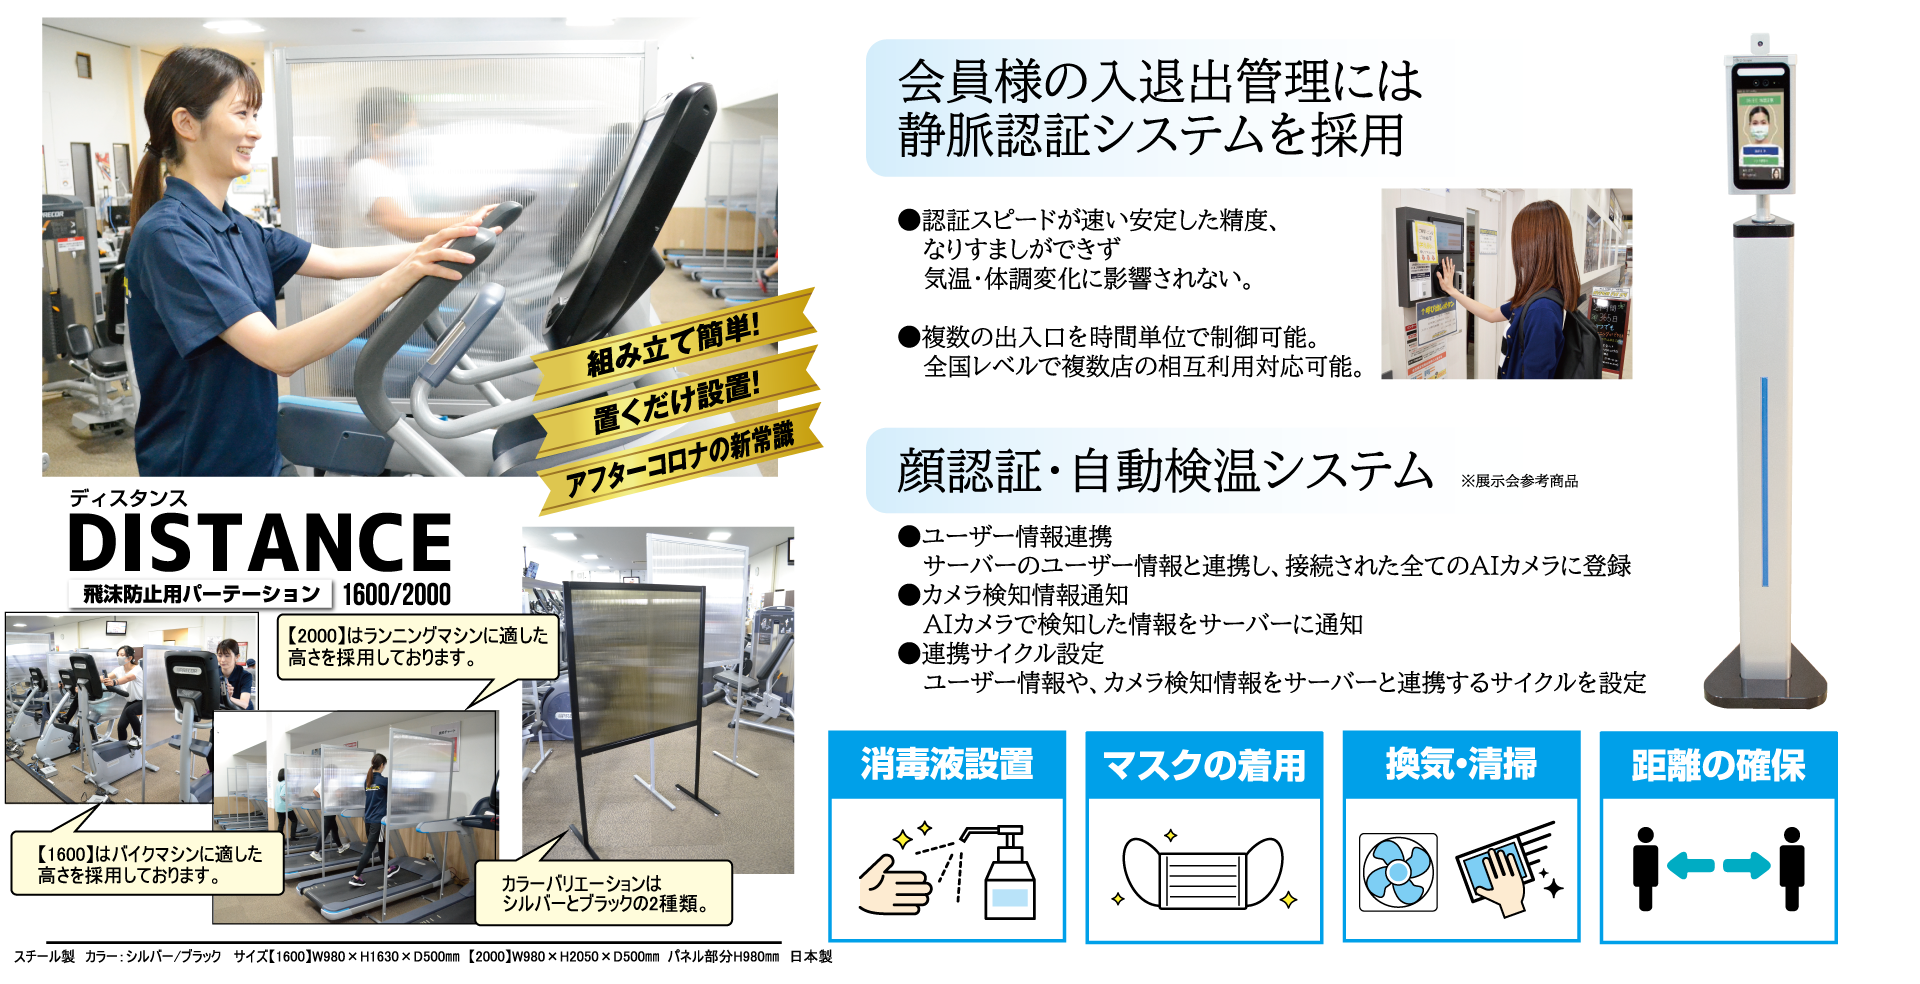 組み立て簡単!
置くだけ設置!
アフターコロナの新常識
ディスタンス
DISTANCE
飛沫防止用パーテーション 1600/2000
【2000】はランニングマシンに適した
高さを採用しております。
【1600】はバイクマシンに適した
高さを採用しております。
カラーバリエーションは
シルバーとブラックの2種類。
スチール製 カラー：シルバー/ブラック サイズ【1600】W980×H1630×D500㎜ 【2000】W980×H2050×D500㎜ パネル部分H980㎜ 日本製
会員様の入退出管理には
静脈認証システムを採用
●認証スピードが速い安定した精度、
なりすましができず
気温・体調変化に影響されない。
●複数の出入口を時間単位で制御可能。
全国レベルで複数店の相互利用対応可能。
顔認証・自動検温システム ※展示会参考商品
●ユーザー情報連携
サーバーのユーザー情報と連携し、接続された全てのAIカメラに登録
●カメラ検知情報通知
AIカメラで検知した情報をサーバーに通知
●連携サイクル設定
ユーザー情報や、カメラ検知情報をサーバーと連携するサイクルを設定
消毒液設置
マスクの着用
換気・清掃
距離の確保